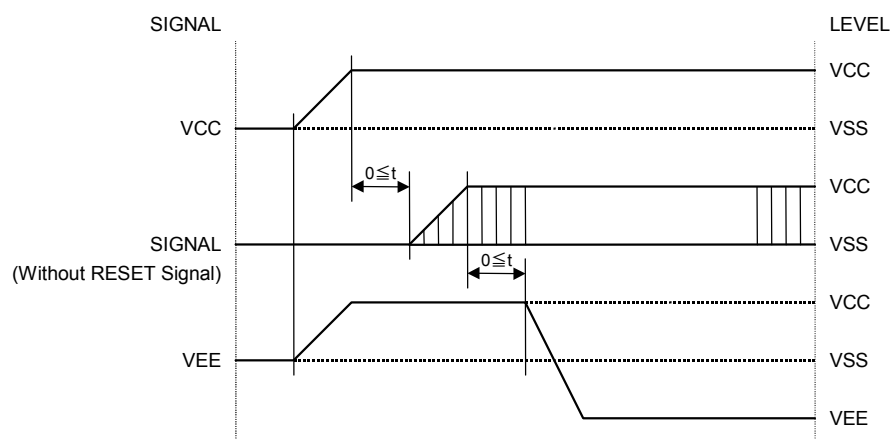 SIGNAL LEVEL
VCC
VCC VSS
0≦t
VCC
SIGNAL VSS
(Without RESET Signal)
0≦t
VCC
VEE VSS
VEE